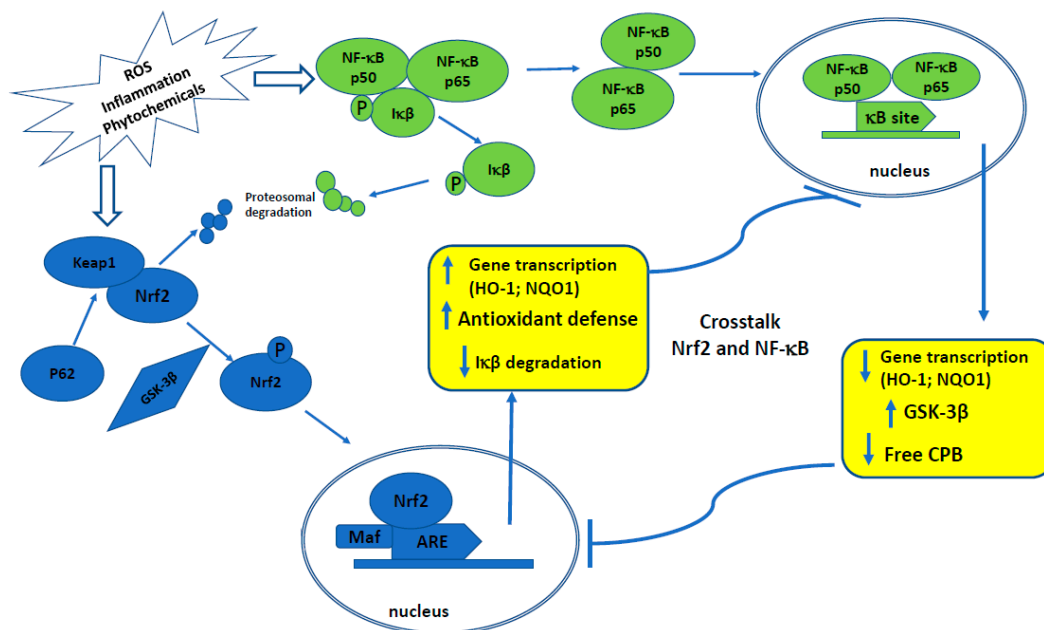 ROS
Inflammation
Phytochemicals
NF-κB
p50
NF-κB
p65
P
Iκβ
NF-κB
p50
NF-κB
p65
NF-κB
p50
NF-κB
p65
κB site
nucleus
P
Iκβ
Proteosomal
degradation
Keap1
Nrf2
P62
GSK-3β
P
Nrf2
Gene transcription
(HO-1; NQO1)
Antioxidant defense
Iκβ degradation
Crosstalk
Nrf2 and NF-κB
Gene transcription
(HO-1; NQO1)
GSK-3β
Free CPB
Nrf2
Maf
ARE
nucleus